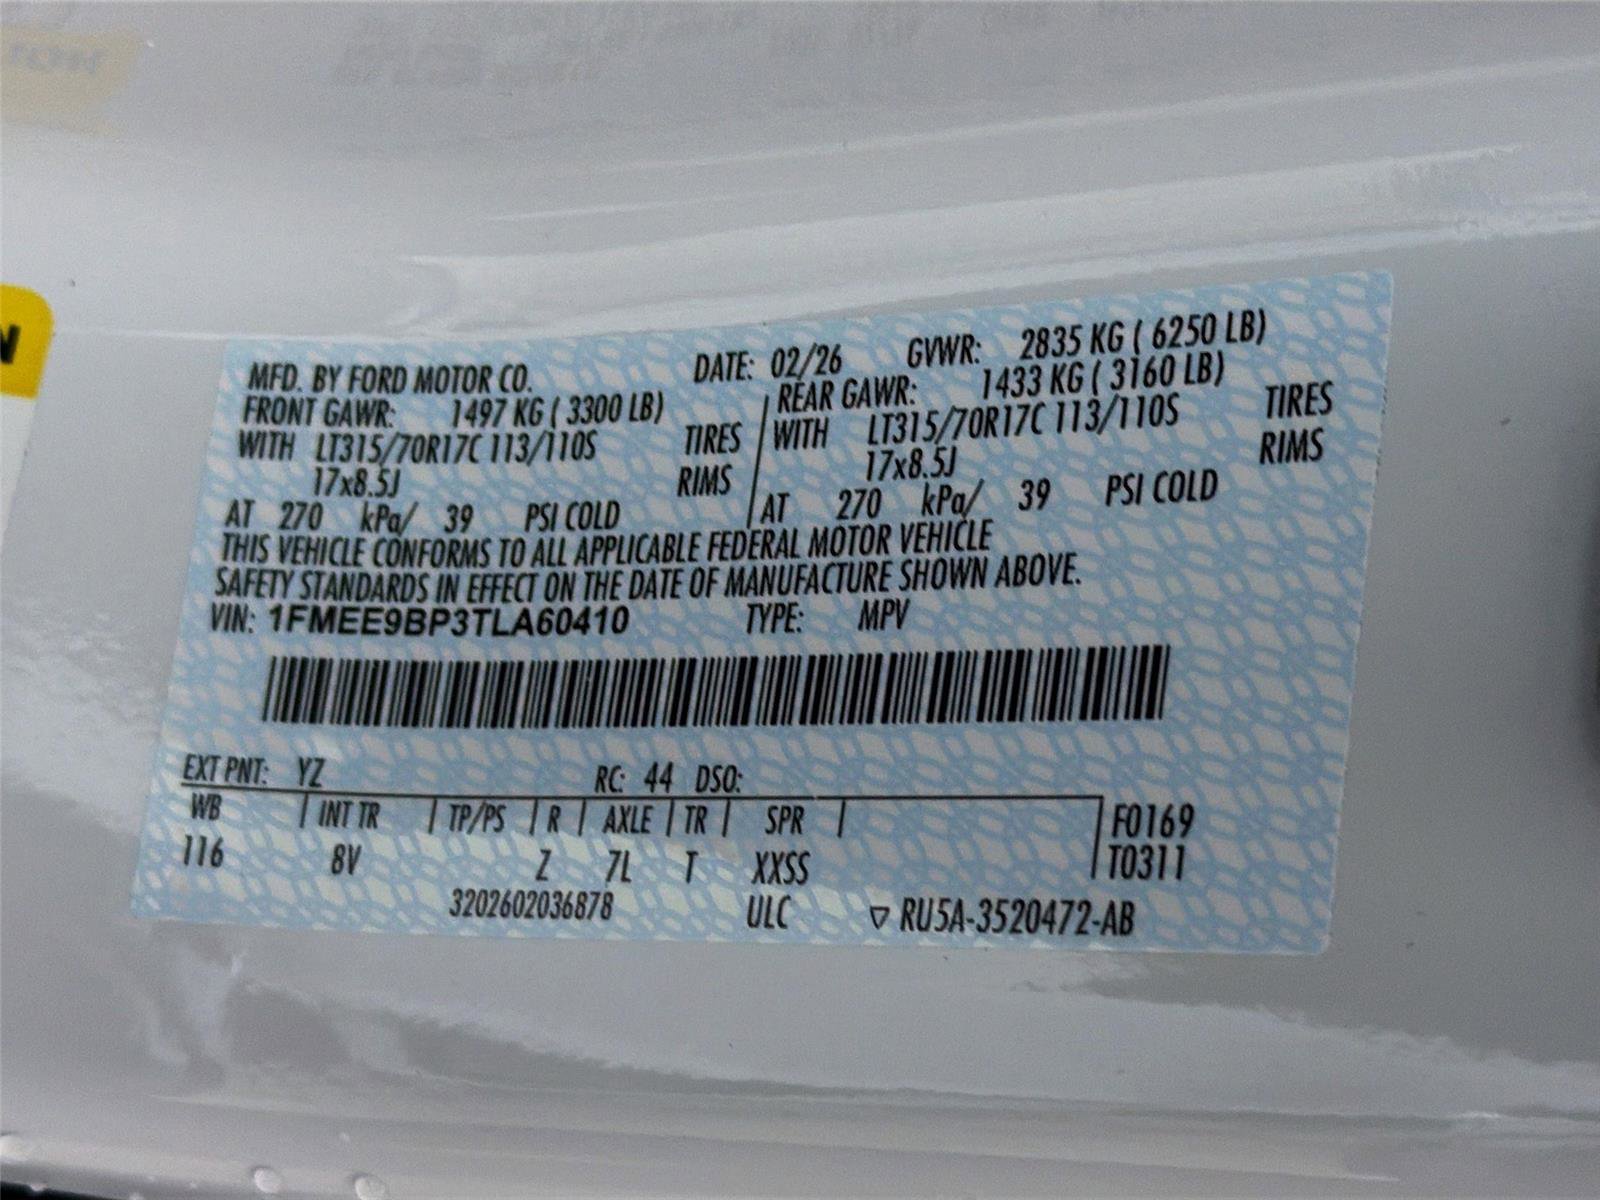 N
MFD. BY FORD MOTOR CO. DATE: 02/26 GVWR: 2835 KG ( 6250 LB)
FRONT GAWR: 1497 KG ( 3300 LB) REAR GAWR: 1433 KG ( 3160 LB)
WITH LT315/70R17C 113/110S TIRES WITH LT315/70R17C 113/110S TIRES
17x8.5J RIMS 17x8.5J RIMS
AT 270 kPa/ 39 PSI COLD AT 270 kPa/ 39 PSI COLD
THIS VEHICLE CONFORMS TO ALL APPLICABLE FEDERAL MOTOR VEHICLE
SAFETY STANDARDS IN EFFECT ON THE DATE OF MANUFACTURE SHOWN ABOVE.
VIN: 1FMEE9BP3TLA60410 TYPE: MPV
EXT PNT: YZ RC: 44 DSO:
WB | INT TR | TP/PS | R | AXLE | TR | SPR | F0169
116 8V Z 7L T XXSS T0311
3202602036878 ULC ▽ RU5A-3520472-AB